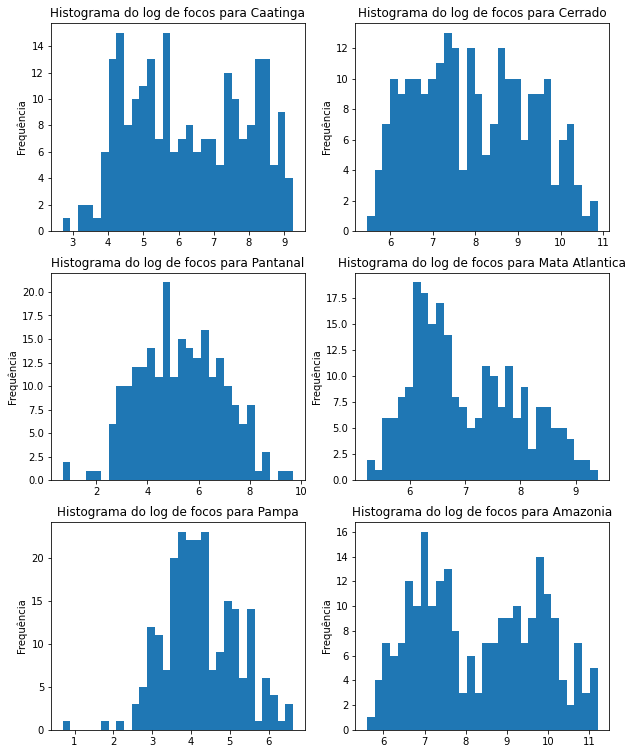 Histograma do log de focos para Caatinga
Frequência
14
12
10
8
6
4
2
0
3 4 5 6 7 8 9
Histograma do log de focos para Cerrado
Frequência
12
10
8
6
4
2
0
6 7 8 9 10 11
Histograma do log de focos para Pantanal
Frequência
20.0
17.5
15.0
12.5
10.0
7.5
5.0
2.5
0.0
2 4 6 8 10
Histograma do log de focos para Mata Atlantica
Frequência
17.5
15.0
12.5
10.0
7.5
5.0
2.5
0.0
6 7 8 9
Histograma do log de focos para Pampa
Frequência
20
15
10
5
0
1 2 3 4 5 6
Histograma do log de focos para Amazonia
Frequência
16
14
12
10
8
6
4
2
0
6 7 8 9 10 11